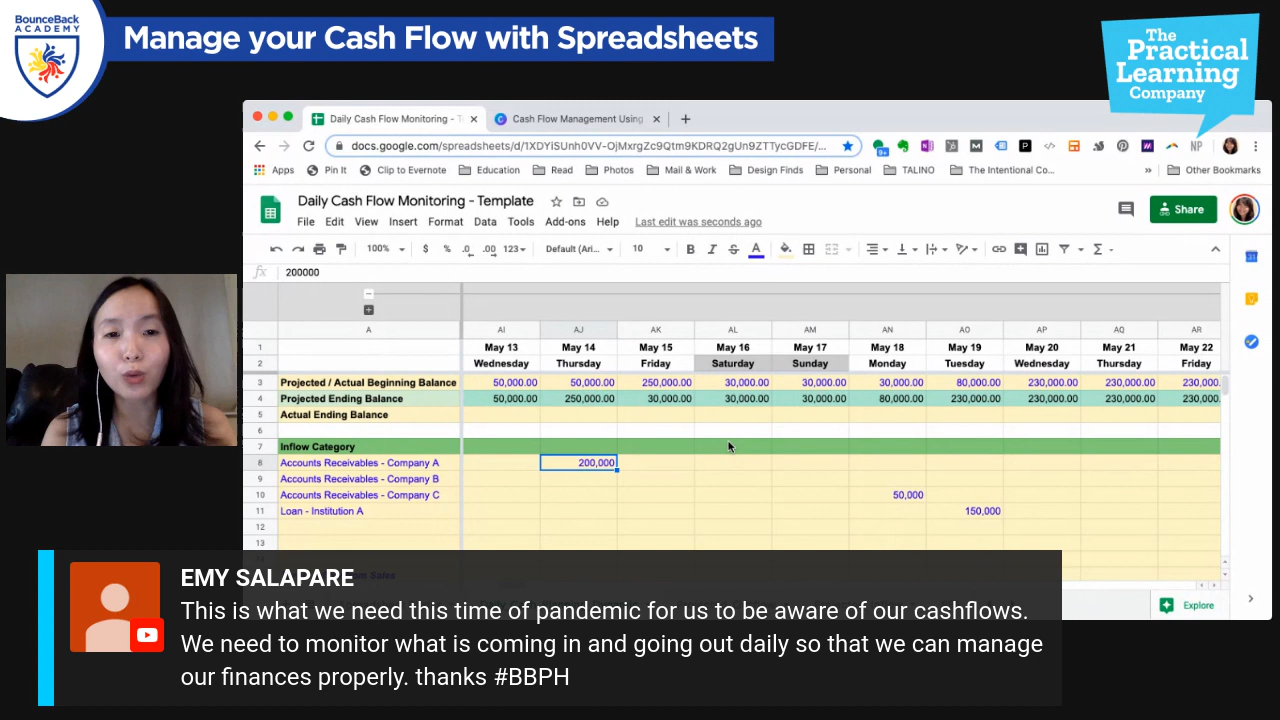 BounceBack
ACADEMY
Manage your Cash Flow with Spreadsheets
The
Practical
Learning
Company
Daily Cash Flow Monitoring - T
Cash Flow Management Using
docs.google.com/spreadsheets/d/1XDYiSUnh0VV-OjMxrgZc9Qtm9KDRQ2gUn9ZTTycGDFE/...
Apps Pin It Clip to Evernote Education Read Photos Mail & Work Design Finds Personal TALINO The Intentional Co... » Other Bookmarks
Daily Cash Flow Monitoring - Template
File Edit View Insert Format Data Tools Add-ons Help Last edit was seconds ago
Share
100% $ % .0 .00 123 Default (Ari... 10 B I S A
fx 200000
A AI AJ AK AL AM AN AO AP AQ AR
1 May 13 May 14 May 15 May 16 May 17 May 18 May 19 May 20 May 21 May 22
2 Wednesday Thursday Friday Saturday Sunday Monday Tuesday Wednesday Thursday Friday
3 Projected / Actual Beginning Balance 50,000.00 50,000.00 250,000.00 30,000.00 30,000.00 30,000.00 80,000.00 230,000.00 230,000.00 230,000.
4 Projected Ending Balance 50,000.00 250,000.00 30,000.00 30,000.00 30,000.00 80,000.00 230,000.00 230,000.00 230,000.00 230,000.
5 Actual Ending Balance
6
7 Inflow Category
8 Accounts Receivables - Company A 200,000
9 Accounts Receivables - Company B
10 Accounts Receivables - Company C 50,000
11 Loan - Institution A 150,000
12
13
Explore
EMY SALAPARE
This is what we need this time of pandemic for us to be aware of our cashflows.
We need to monitor what is coming in and going out daily so that we can manage
our finances properly. thanks #BBPH